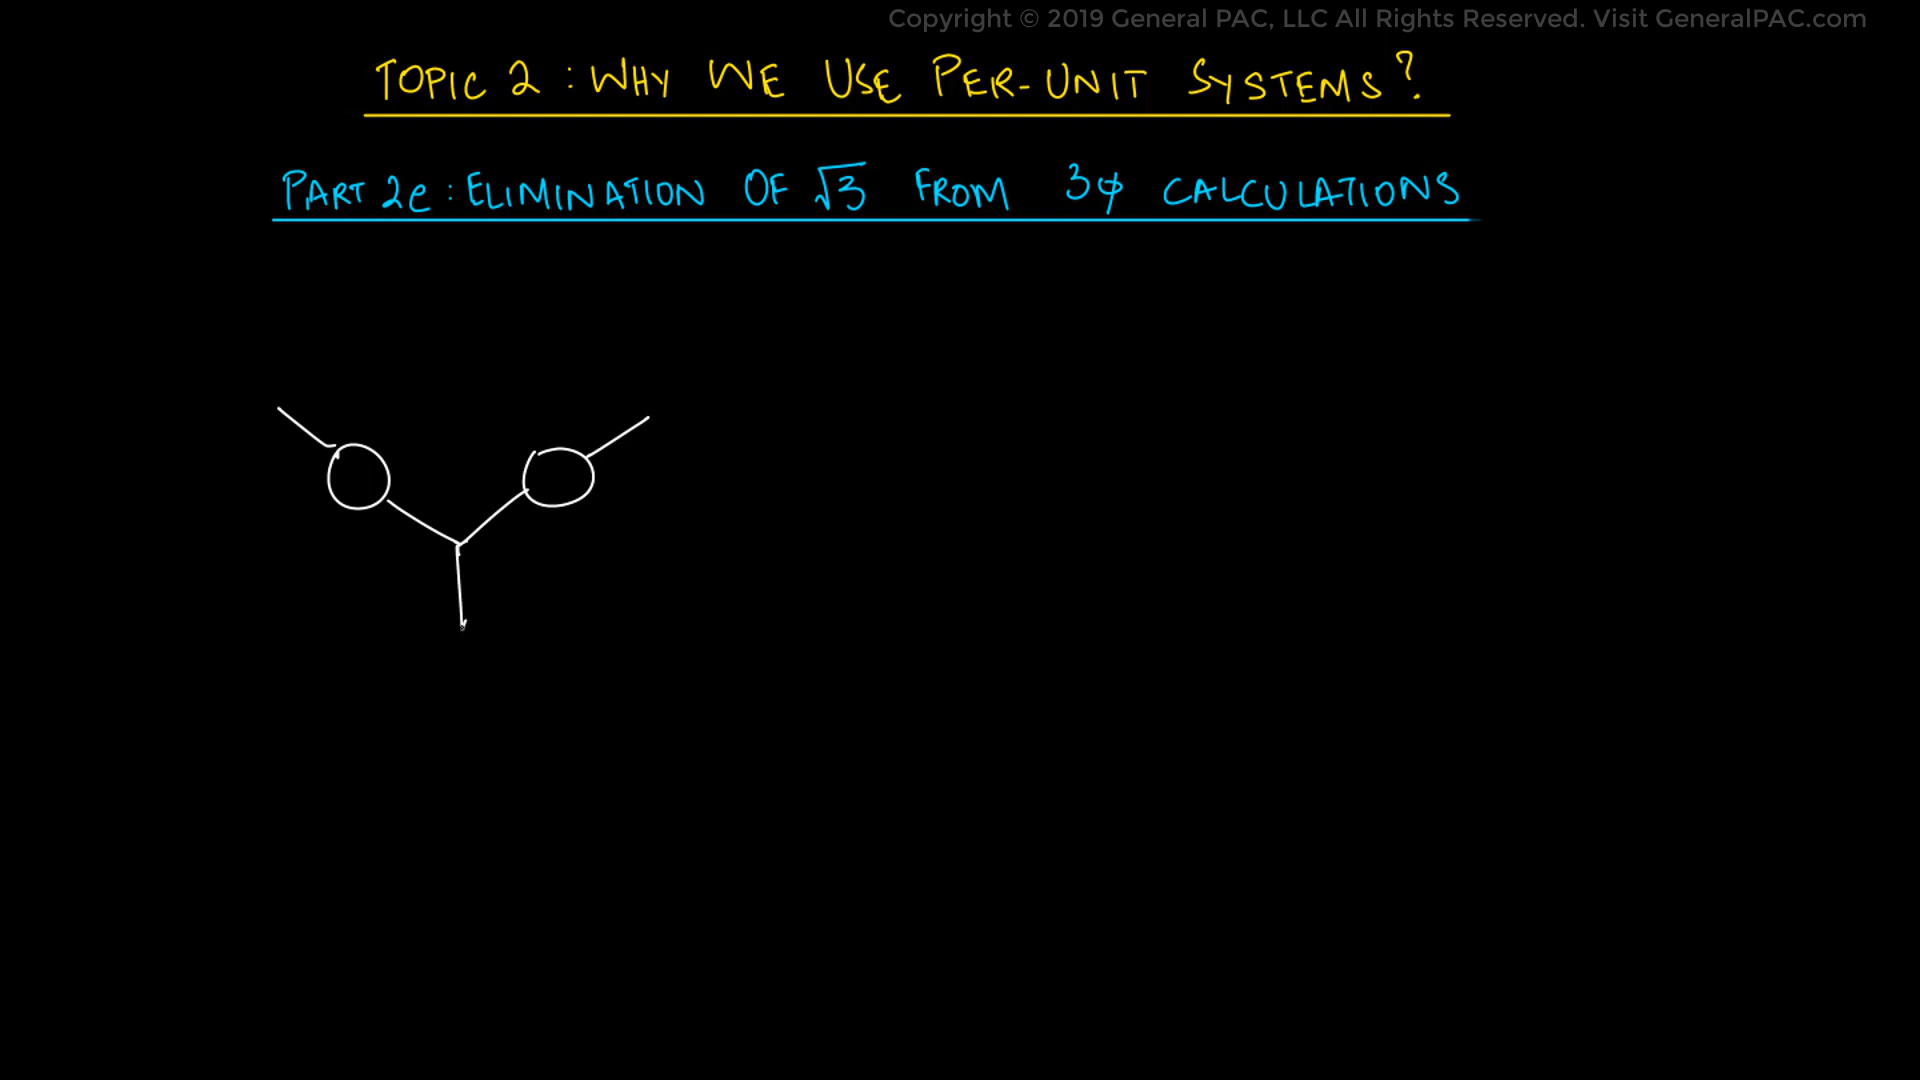 Copyright © 2019 General PAC, LLC All Rights Reserved. Visit GeneralPAC.com
TOPIC 2 : WHY WE USE PER-UNIT SYSTEMS?
PART 2e : ELIMINATION OF √3 FROM 3φ CALCULATIONS